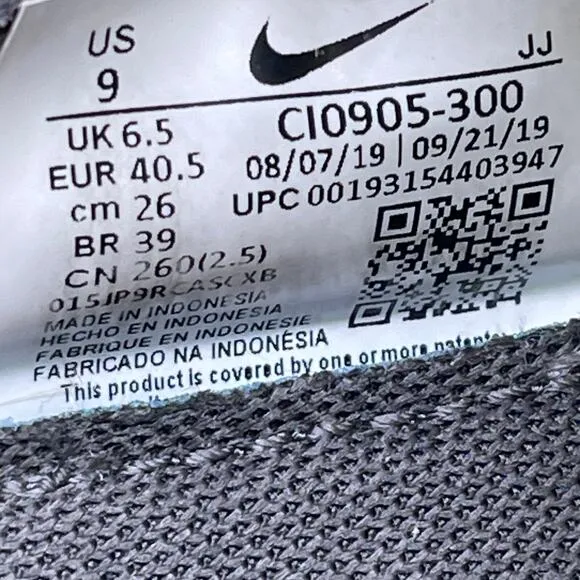 US
9
JJ
UK 6.5
EUR 40.5
cm 26
BR 39
CN 260(2.5)
CI0905-300
08/07/19 | 09/21/19
UPC 00193154403947
MADE IN INDONESIA
HECHO EN INDONESIA
FABRIQUE EN INDONESIE
FABRICADO NA INDONÉSIA
This product is covered by one or more patents